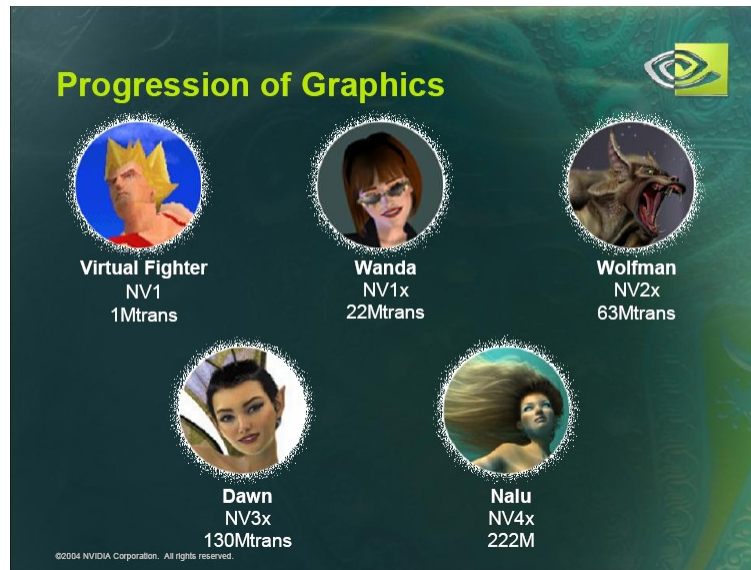 Progression of Graphics
Virtual Fighter
NV1
1Mtrans
Wanda
NV1x
22Mtrans
Wolfman
NV2x
63Mtrans
Dawn
NV3x
130Mtrans
Nalu
NV4x
222M
©2004 NVIDIA Corporation. All rights reserved.